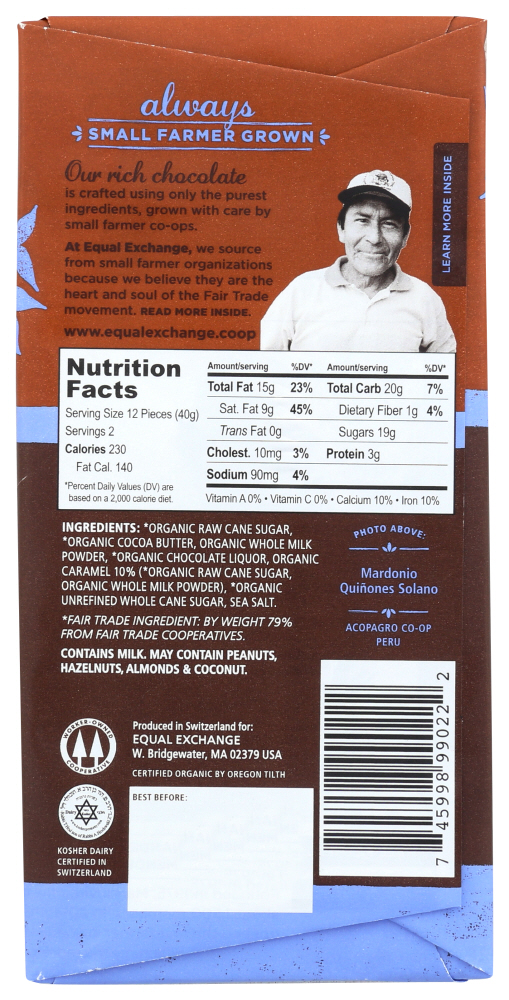 always
SMALL FARMER GROWN
Our rich chocolate
is crafted using only the purest
ingredients, grown with care by
small farmer co-ops.
At Equal Exchange, we source
from small farmer organizations
because we believe they are the
heart and soul of the Fair Trade
movement. READ MORE INSIDE.
www.equalexchange.coop
LEARN MORE INSIDE
Nutrition
Facts
Serving Size 12 Pieces (40g)
Servings 2
Calories 230
Fat Cal. 140
*Percent Daily Values (DV) are
based on a 2,000 calorie diet.
Amount/serving %DV* Amount/serving %DV*
Total Fat 15g 23% Total Carb 20g 7%
Sat. Fat 9g 45% Dietary Fiber 1g 4%
Trans Fat 0g Sugars 19g
Cholest. 10mg 3% Protein 3g
Sodium 90mg 4%
Vitamin A 0% • Vitamin C 0% • Calcium 10% • Iron 10%
INGREDIENTS: *ORGANIC RAW CANE SUGAR,
*ORGANIC COCOA BUTTER, ORGANIC WHOLE MILK
POWDER, *ORGANIC CHOCOLATE LIQUOR, ORGANIC
CARAMEL 10% (*ORGANIC RAW CANE SUGAR,
ORGANIC WHOLE MILK POWDER), *ORGANIC
UNREFINED WHOLE CANE SUGAR, SEA SALT.
*FAIR TRADE INGREDIENT: BY WEIGHT 79%
FROM FAIR TRADE COOPERATIVES.
CONTAINS MILK. MAY CONTAIN PEANUTS,
HAZELNUTS, ALMONDS & COCONUT.
PHOTO ABOVE:
Mardonio
Quiñones Solano
ACOPAGRO CO-OP
PERU
WORKER-OWNED
COOPERATIVE
Produced in Switzerland for:
EQUAL EXCHANGE
W. Bridgewater, MA 02379 USA
CERTIFIED ORGANIC BY OREGON TILTH
KOSHER DAIRY
CERTIFIED IN
SWITZERLAND
BEST BEFORE:
7 45998 99022 2